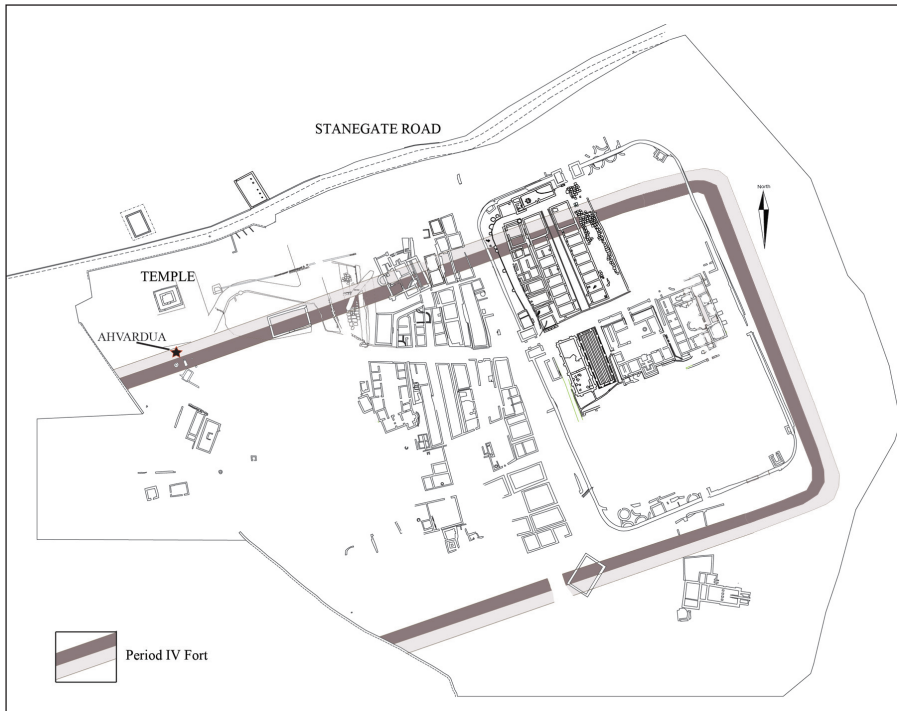 STANEGATE ROAD
North
TEMPLE
AHVARDUA
Period IV Fort